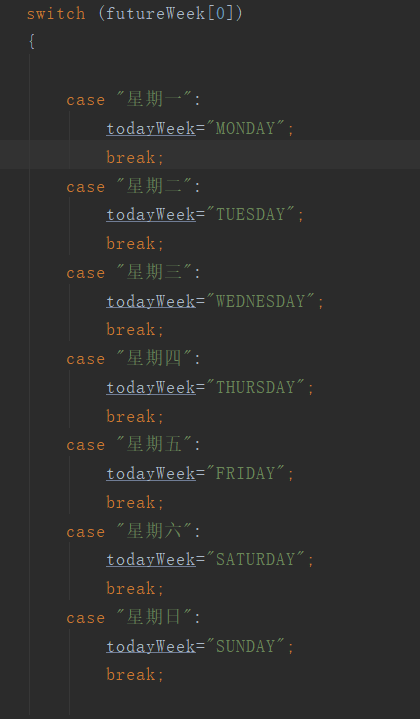 switch (futureWeek[0])
{
case "星期一":
todayWeek="MONDAY";
break;
case "星期二":
todayWeek="TUESDAY";
break;
case "星期三":
todayWeek="WEDNESDAY";
break;
case "星期四":
todayWeek="THURSDAY";
break;
case "星期五":
todayWeek="FRIDAY";
break;
case "星期六":
todayWeek="SATURDAY";
break;
case "星期日":
todayWeek="SUNDAY";
break;